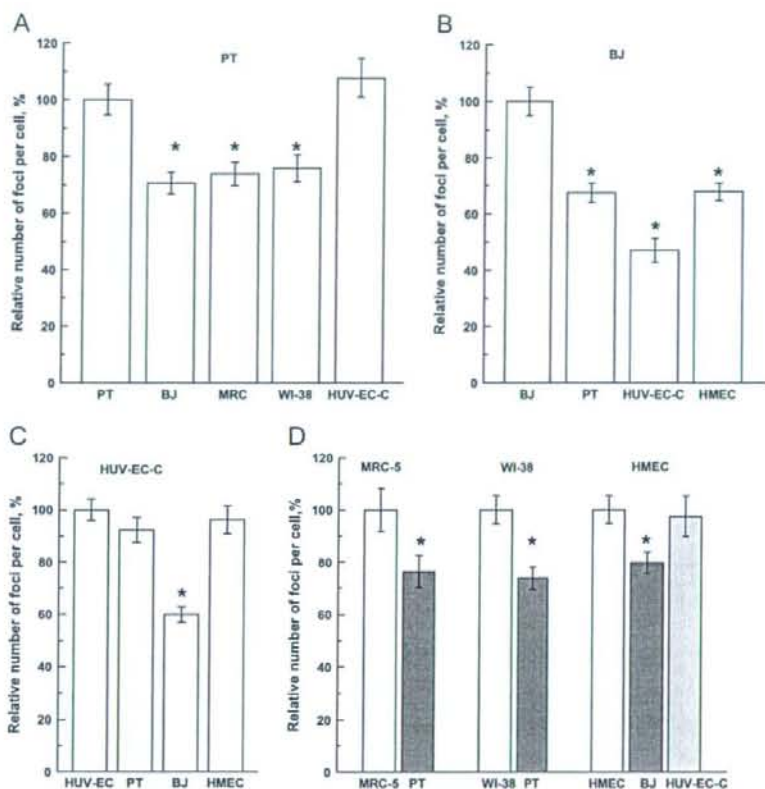 A
Relative number of foci per cell, %
120
100
80
60
40
20
0
PT
*
*
*
PT BJ MRC WI-38 HUV-EC-C
B
Relative number of foci per cell, %
120
100
80
60
40
20
0
BJ
*
*
*
BJ PT HUV-EC-C HMEC
C
Relative number of foci per cell, %
120
100
80
60
40
20
0
HUV-EC-C
*
HUV-EC PT BJ HMEC
D
Relative number of foci per cell,%
120
100
80
60
40
20
0
MRC-5 WI-38 HMEC
*
*
*
MRC-5 PT WI-38 PT HMEC BJ HUV-EC-C